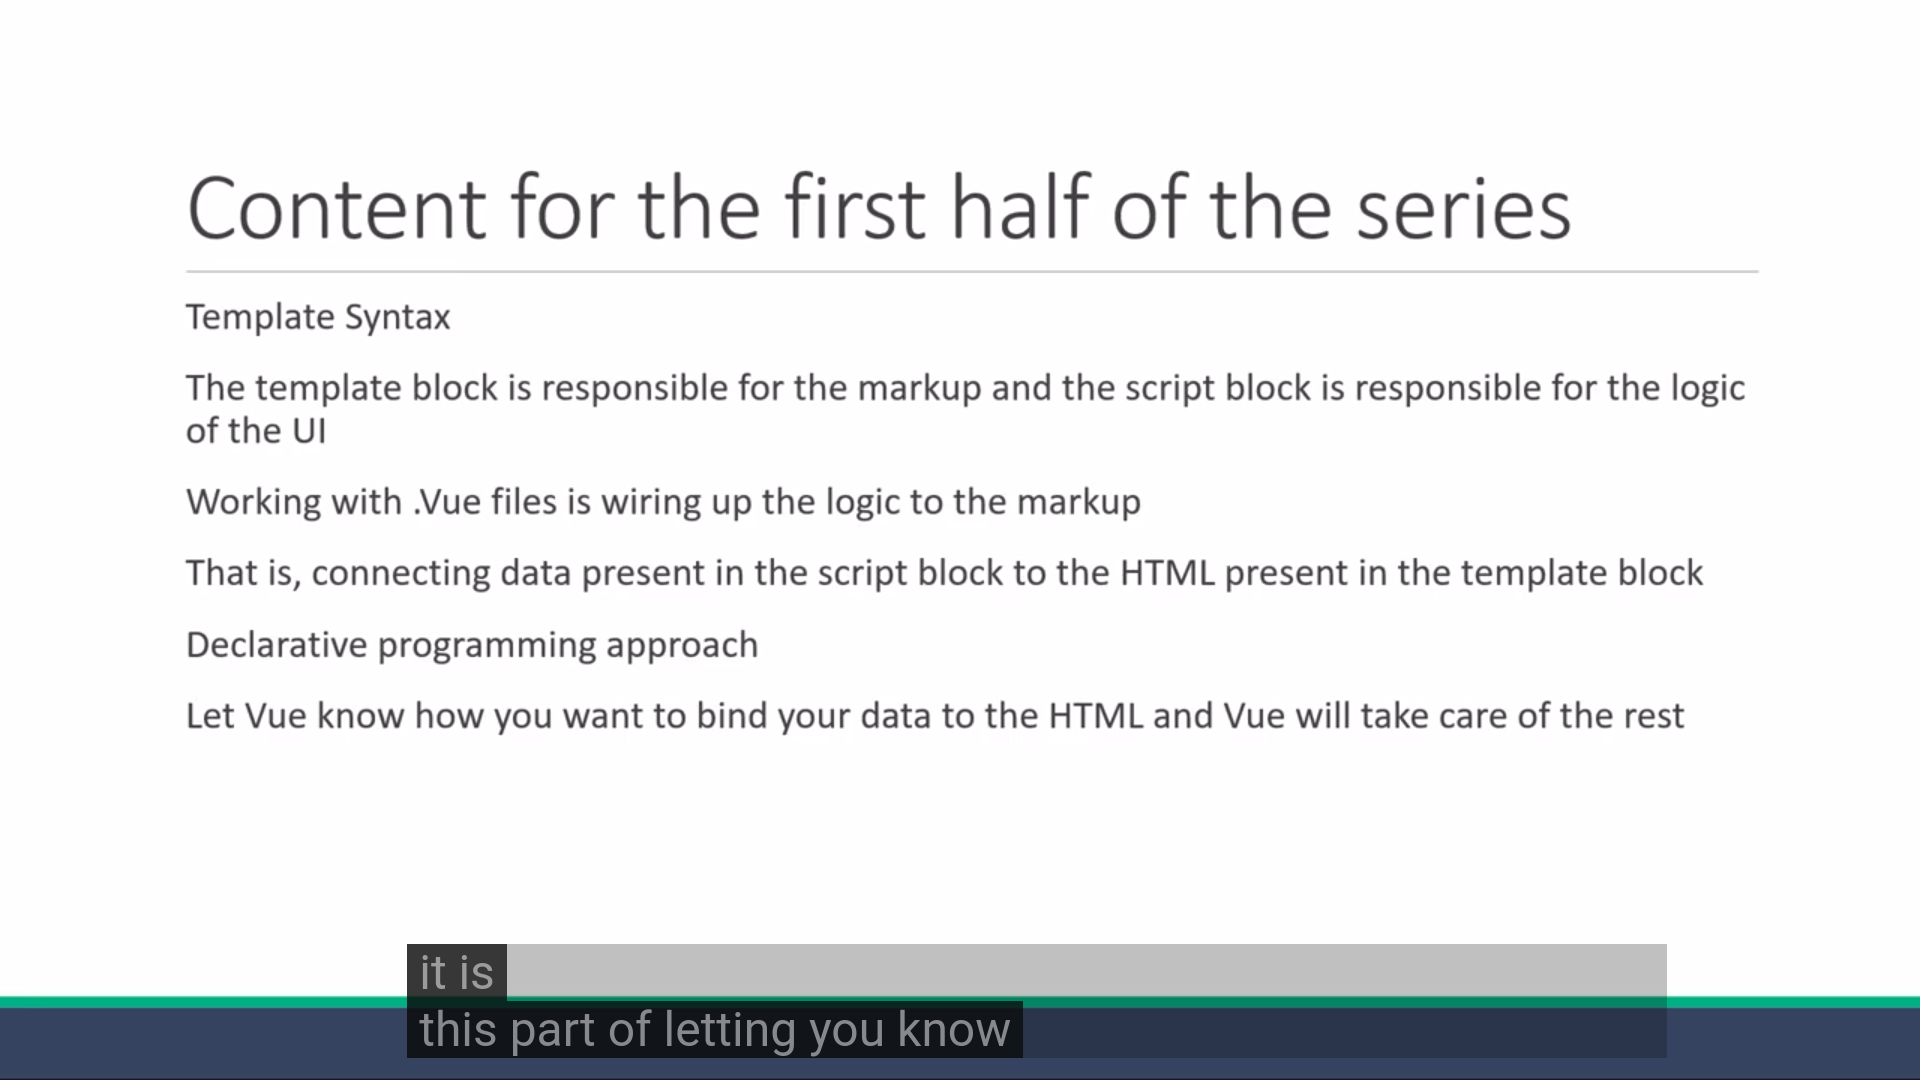 Content for the first half of the series
Template Syntax
The template block is responsible for the markup and the script block is responsible for the logic
of the UI
Working with .Vue files is wiring up the logic to the markup
That is, connecting data present in the script block to the HTML present in the template block
Declarative programming approach
Let Vue know how you want to bind your data to the HTML and Vue will take care of the rest
it is
this part of letting you know